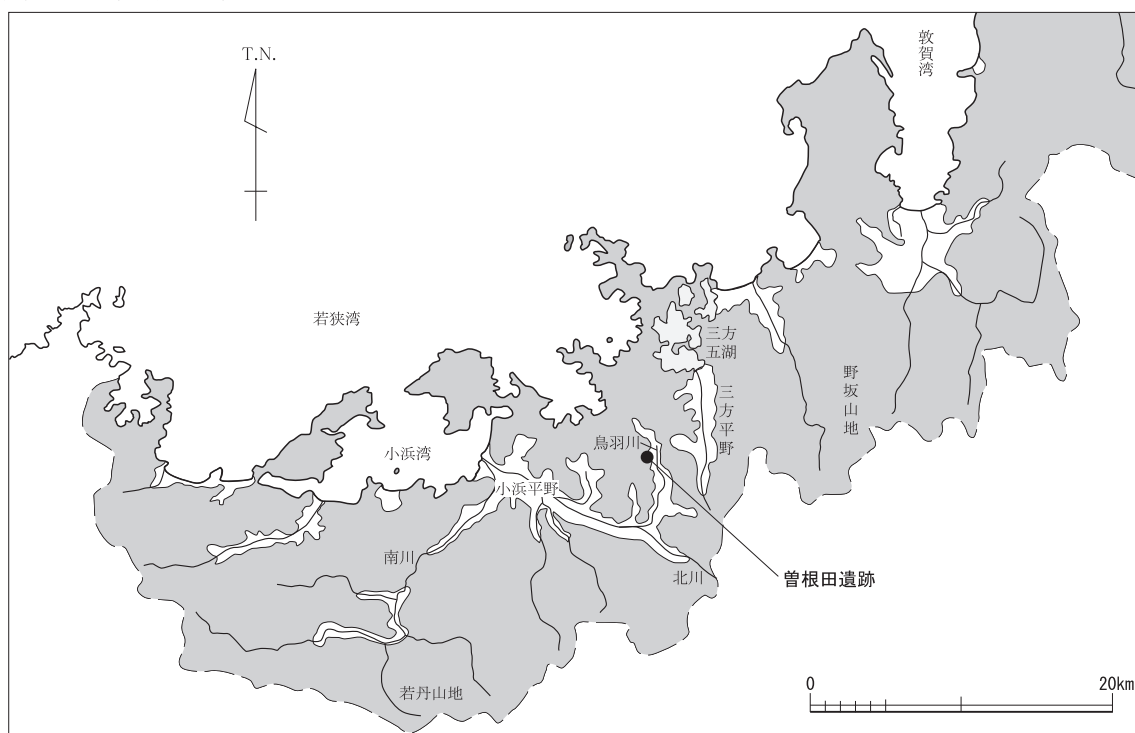 T.N.
敦賀湾
若狭湾
三方
五湖
野坂山地
三方平野
鳥羽川
小浜湾
小浜平野
南川
北川
曽根田遺跡
若丹山地
0
20km